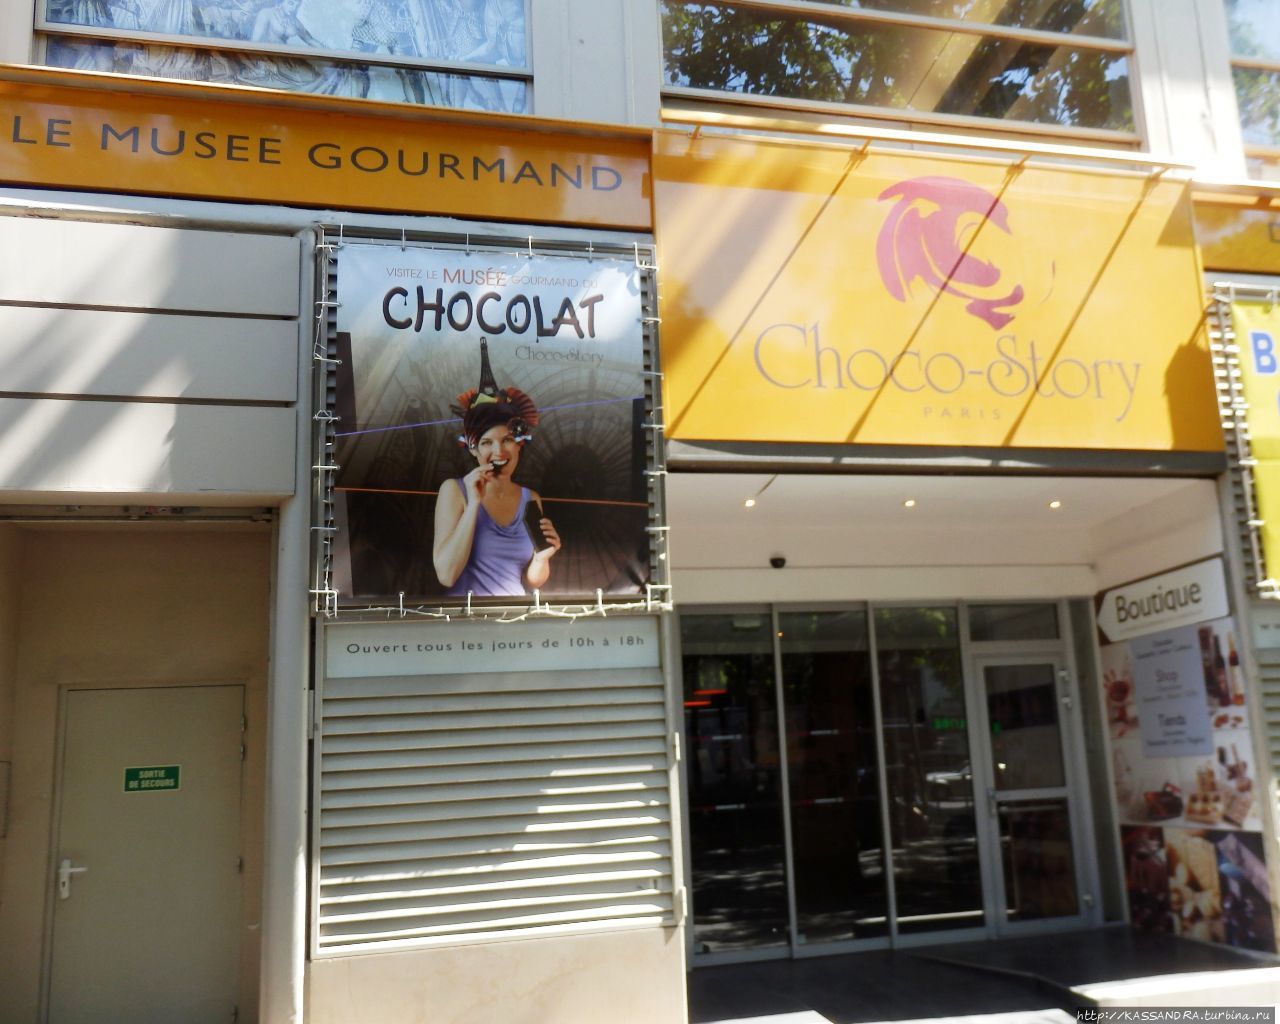 LE MUSEE GOURMAND
VISITEZ LE MUSÉE GOURMAND DU
CHOCOLAT
Choco-Story
Choco-Story
PARIS
B
Ouvert tous les jours de 10h à 18h
SORTIE
DE SECOURS
Boutique
Shop
Tienda
http://KASSANDRA.turbina.ru